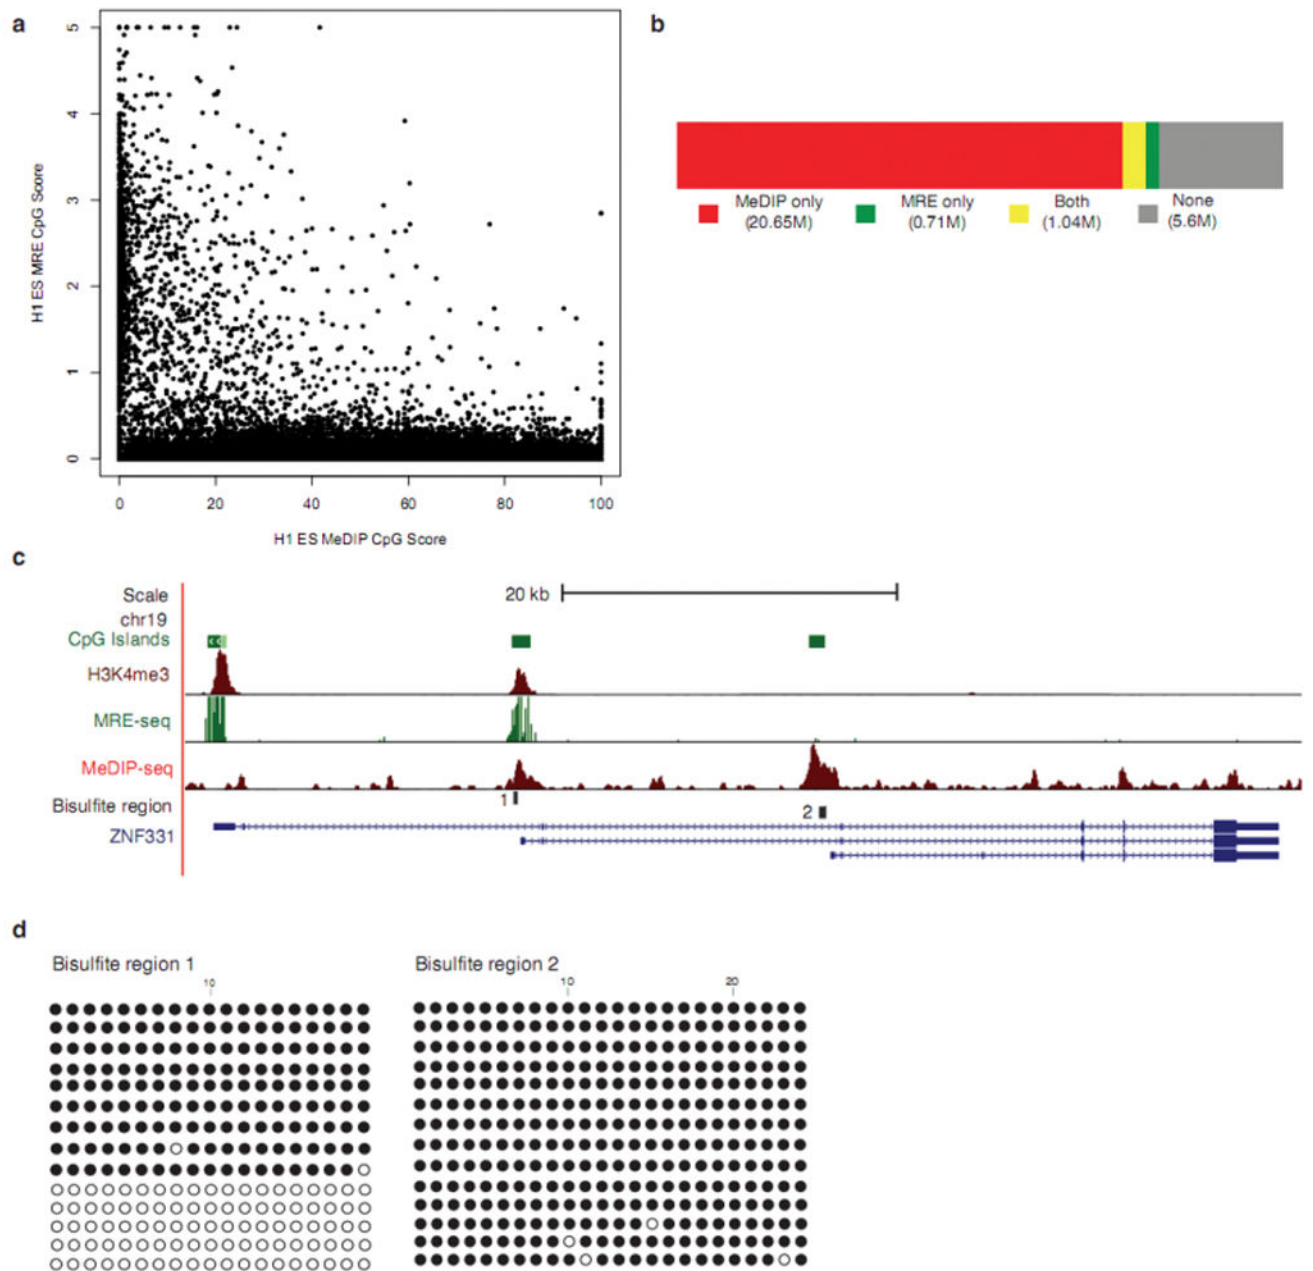 a
5
4
3
2
1
0
H1 ES MRE CpG Score
0 20 40 60 80 100
H1 ES MeDIP CpG Score
b
MeDIP only
(20.65M)
MRE only
(0.71M)
Both
(1.04M)
None
(5.6M)
c
Scale
20 kb
chr19
CpG Islands
H3K4me3
MRE-seq
MeDIP-seq
Bisulfite region
1
2
ZNF331
d
Bisulfite region 1
10
Bisulfite region 2
10 20